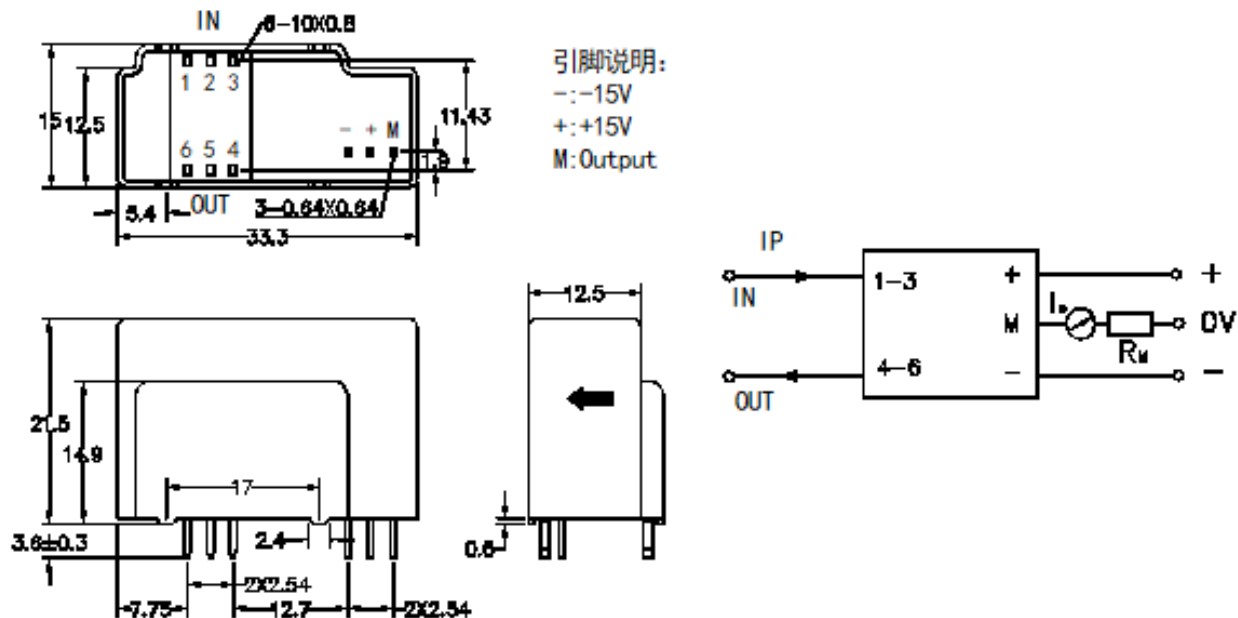 IN
6-10X0.8
1 2 3
15
12.5
11.43
- + M
6 5 4
1.9
5.4
OUT
3-0.64X0.64
33.3
引脚说明:
-:-15V
+:+15V
M:Output
21.5
14.9
17
3.6±0.3
2.4
2X2.54
7.75
12.7
2X2.54
12.5
0.6
IP
IN
1-3
+
+
M
0V
RM
4-6
-
-
OUT